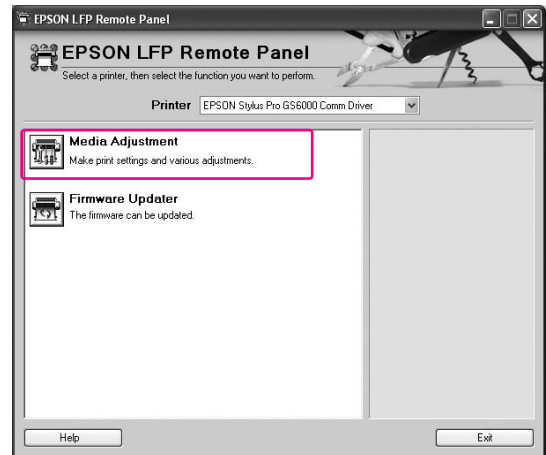 EPSON LFP Remote Panel
EPSON LFP Remote Panel
Select a printer, then select the function you want to perform.
Printer EPSON Stylus Pro GS6000 Comm Driver
Media Adjustment
Make print settings and various adjustments.
Firmware Updater
The firmware can be updated.
Help Exit